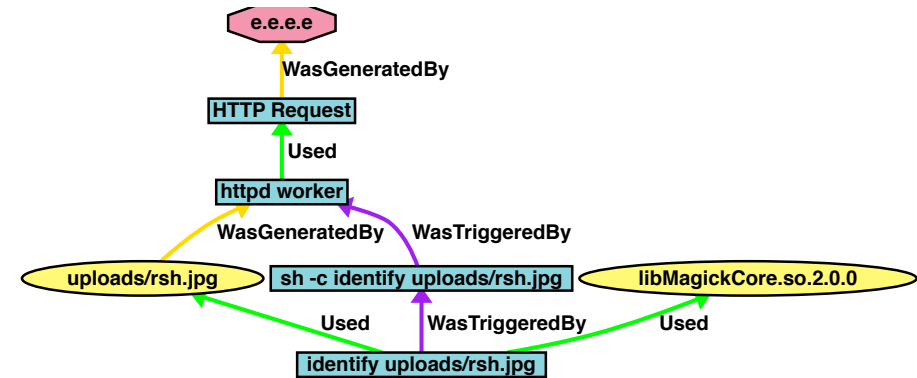 e.e.e.e
WasGeneratedBy
HTTP Request
Used
httpd worker
WasGeneratedBy
WasTriggeredBy
uploads/rsh.jpg
sh -c identify uploads/rsh.jpg
libMagickCore.so.2.0.0
Used
WasTriggeredBy
Used
identify uploads/rsh.jpg